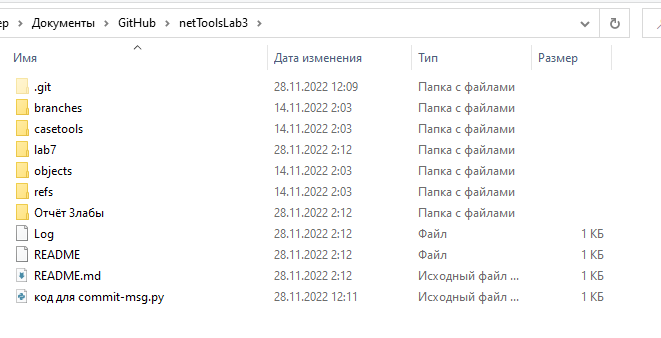 ер > Документы > GitHub > netToolsLab3 >
Имя Дата изменения Тип Размер
.git 28.11.2022 12:09 Папка с файлами
branches 14.11.2022 2:03 Папка с файлами
casetools 14.11.2022 2:03 Папка с файлами
lab7 28.11.2022 2:12 Папка с файлами
objects 14.11.2022 2:03 Папка с файлами
refs 14.11.2022 2:03 Папка с файлами
Отчёт 3лабы 28.11.2022 2:12 Папка с файлами
Log 28.11.2022 2:12 Файл 1 КБ
README 28.11.2022 2:12 Файл 1 КБ
README.md 28.11.2022 2:12 Исходный файл ... 1 КБ
код для commit-msg.py 28.11.2022 12:11 Исходный файл ... 1 КБ